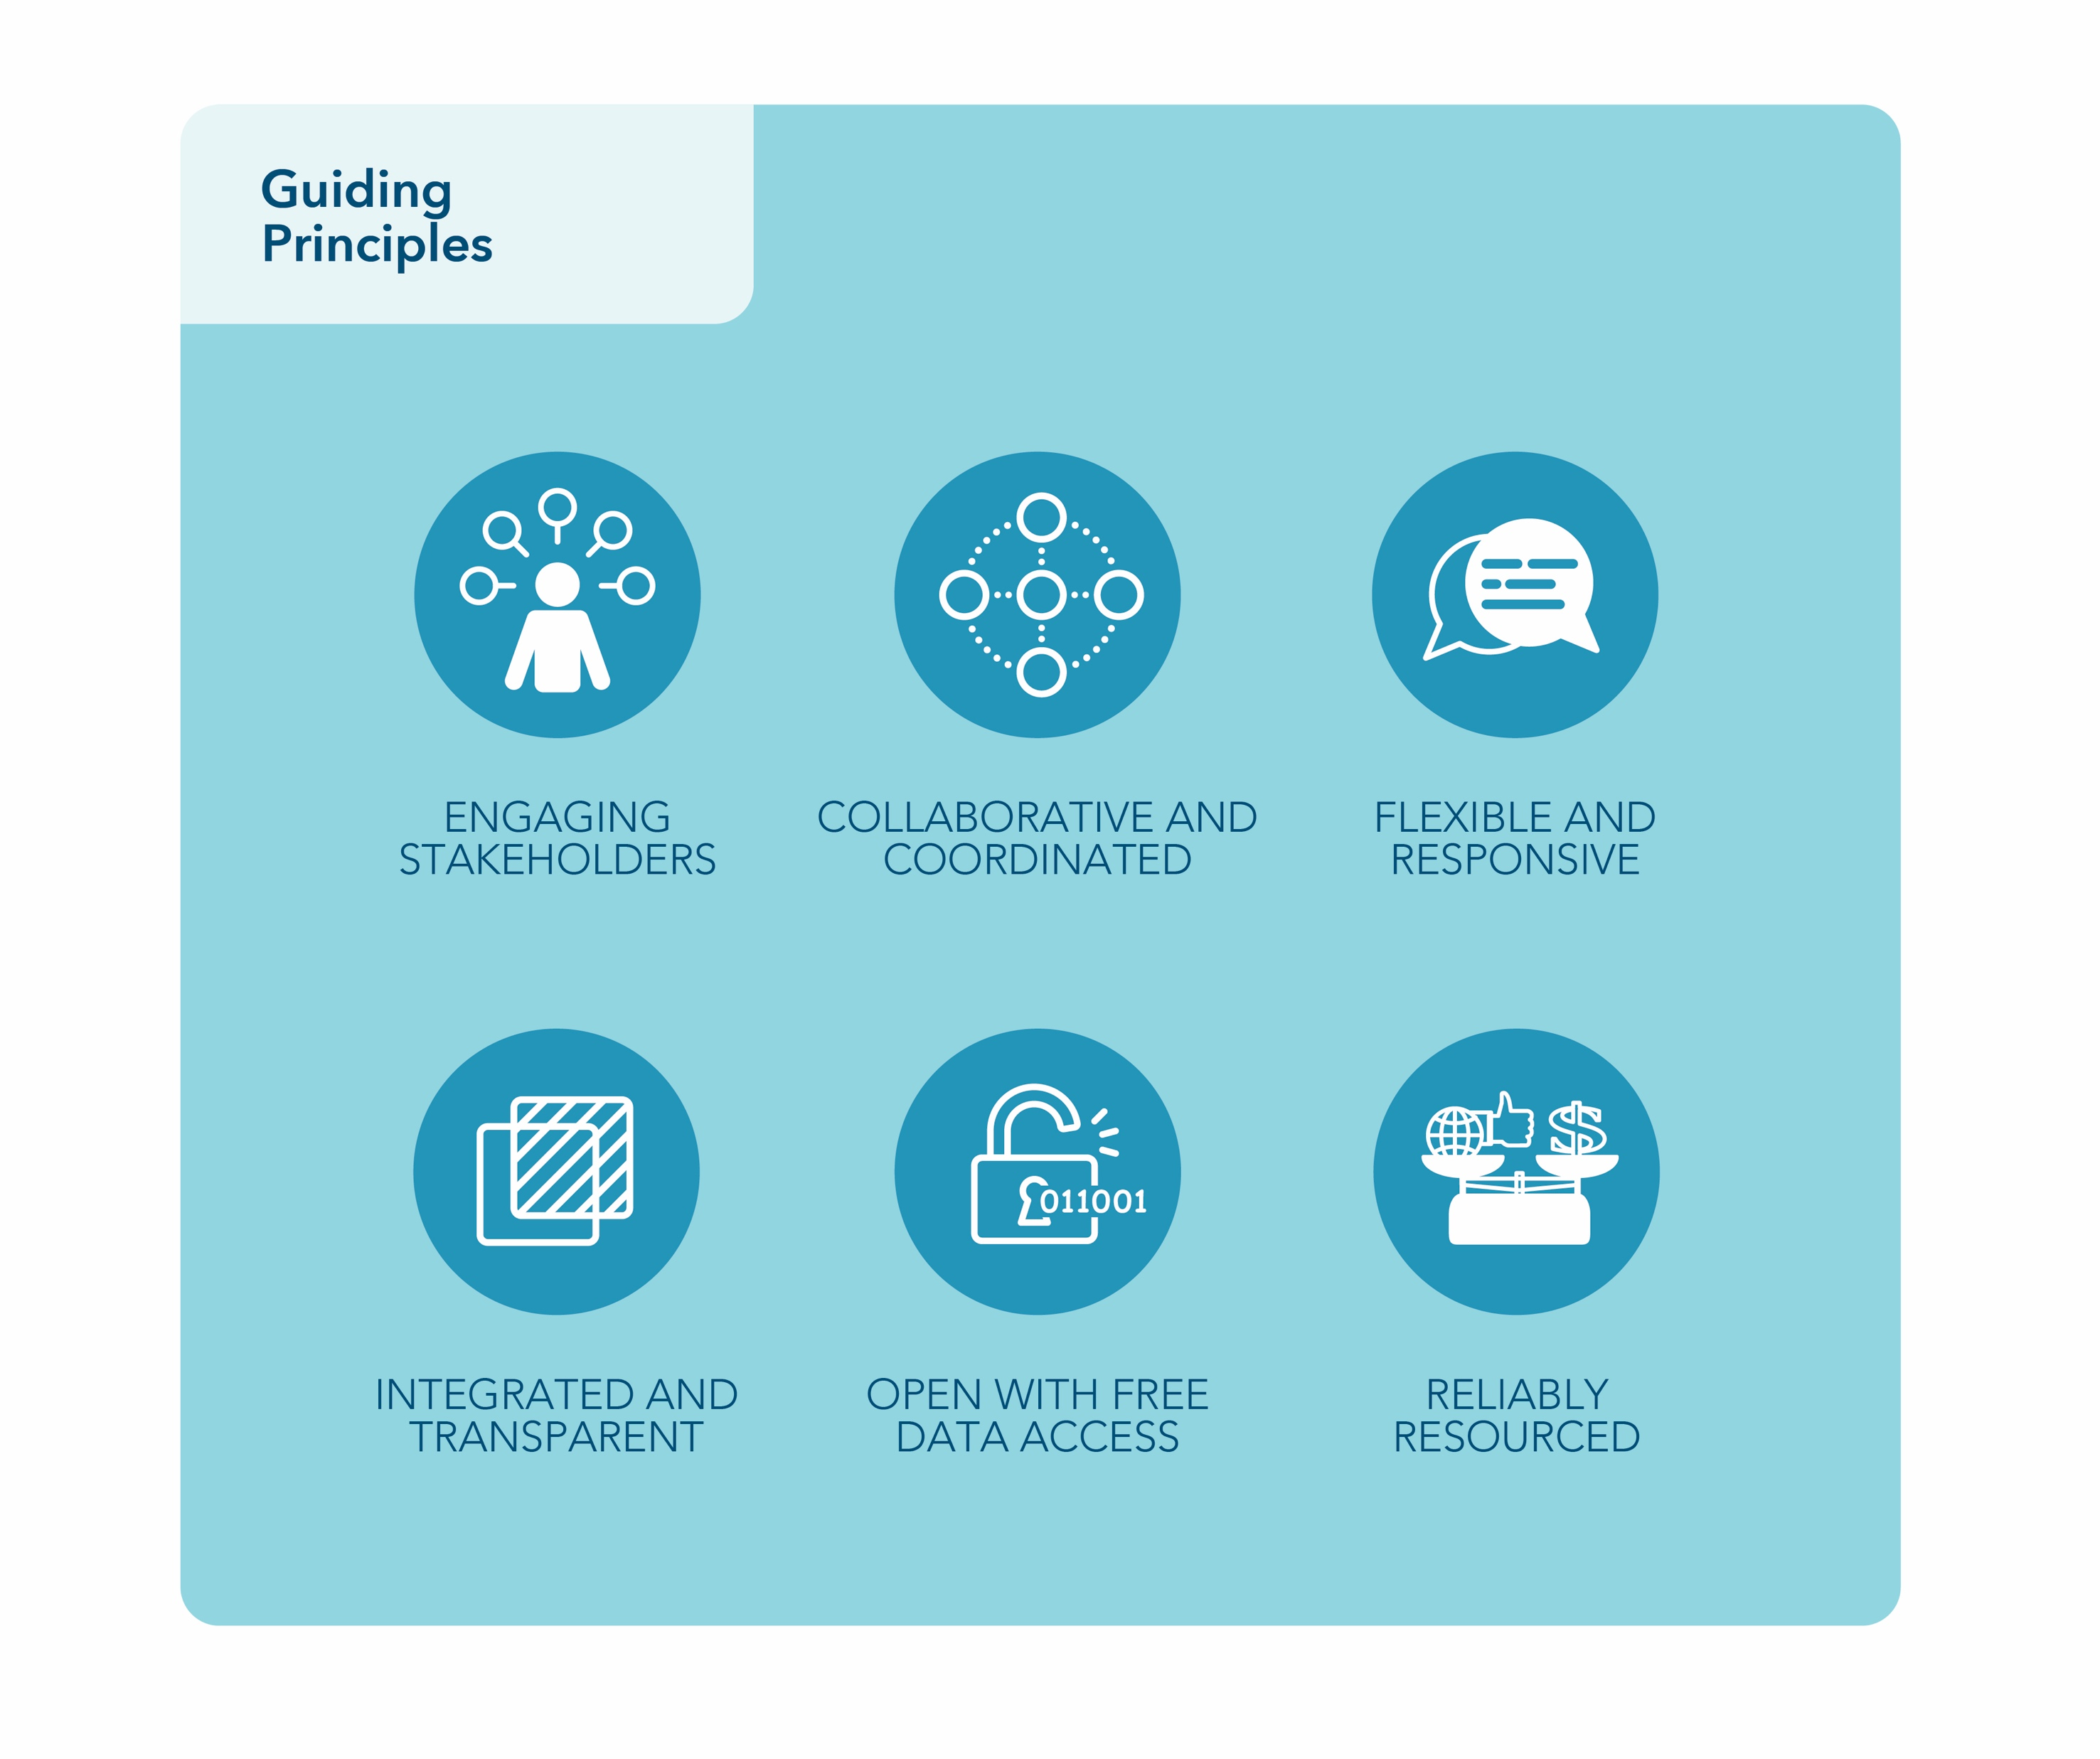 Guiding
Principles
ENGAGING
STAKEHOLDERS
COLLABORATIVE AND
COORDINATED
FLEXIBLE AND
RESPONSIVE
INTEGRATED AND
TRANSPARENT
011001
OPEN WITH FREE
DATA ACCESS
$
RELIABLY
RESOURCED